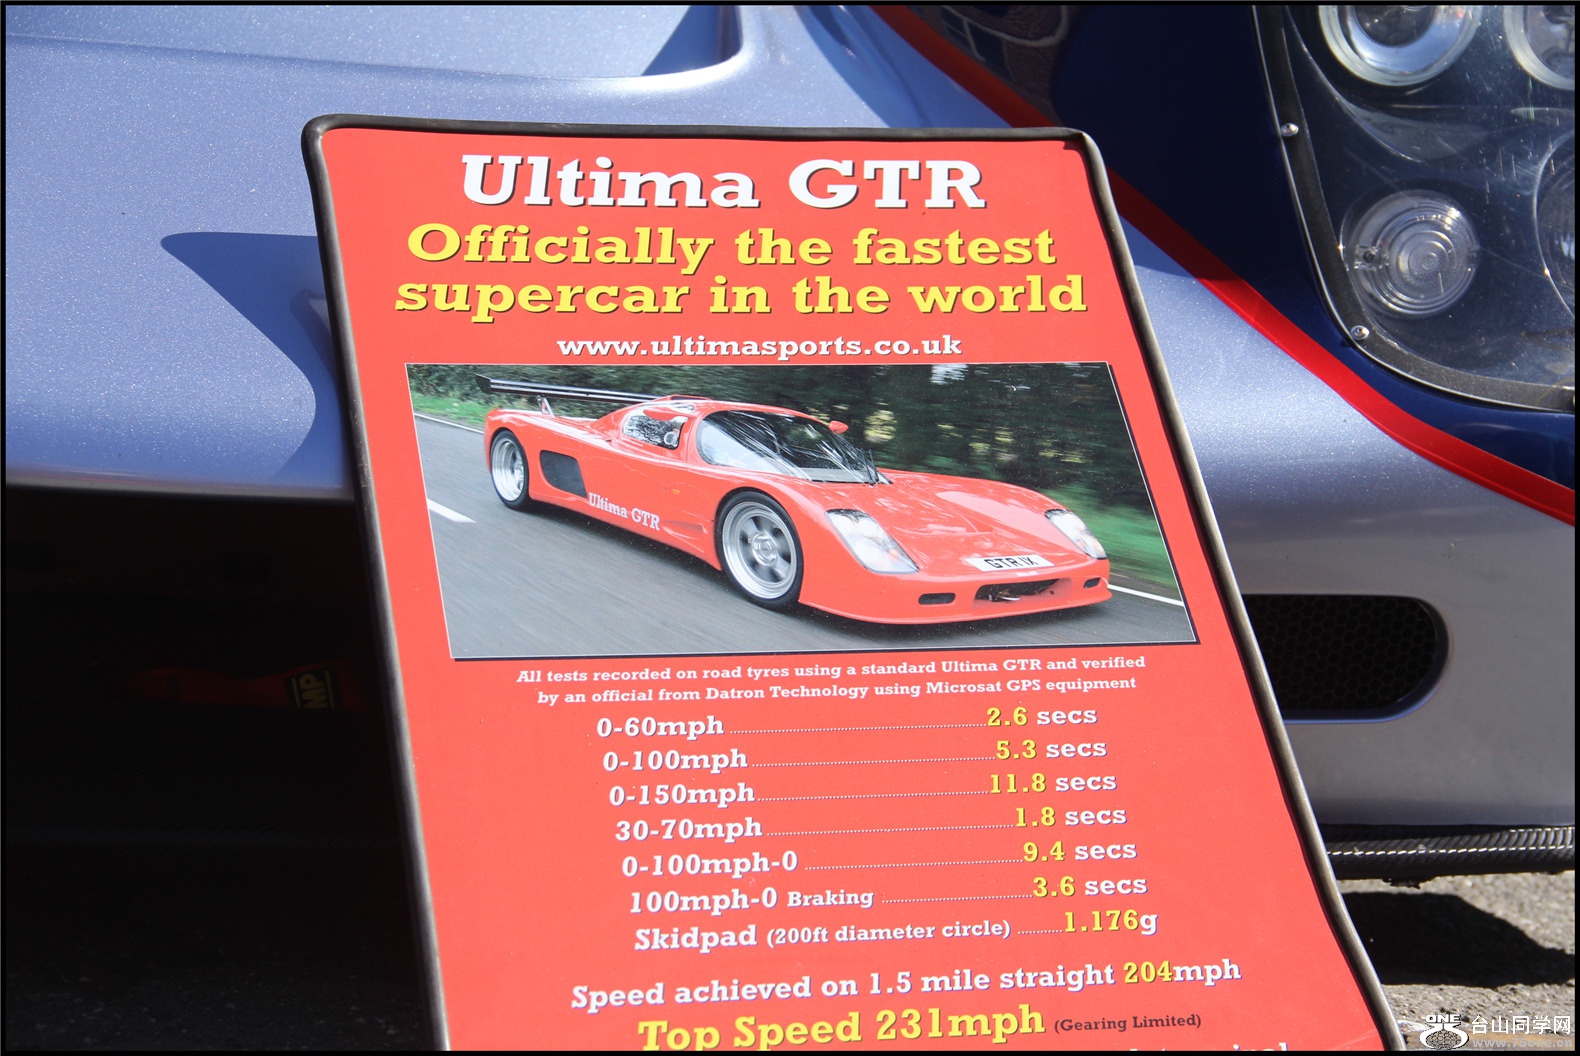 Ultima GTR
Officially the fastest
supercar in the world
www.ultimasports.co.uk
Ultima GTR
GTR 1X
All tests recorded on road tyres using a standard Ultima GTR and verified
by an official from Datron Technology using Microsat GPS equipment
0-60mph 2.6 secs
0-100mph 5.3 secs
0-150mph 11.8 secs
30-70mph 1.8 secs
0-100mph-0 9.4 secs
100mph-0 Braking 3.6 secs
Skidpad (200ft diameter circle) 1.176g
Speed achieved on 1.5 mile straight 204mph
Top Speed 231mph (Gearing Limited)
MP
ONE 台山同学网